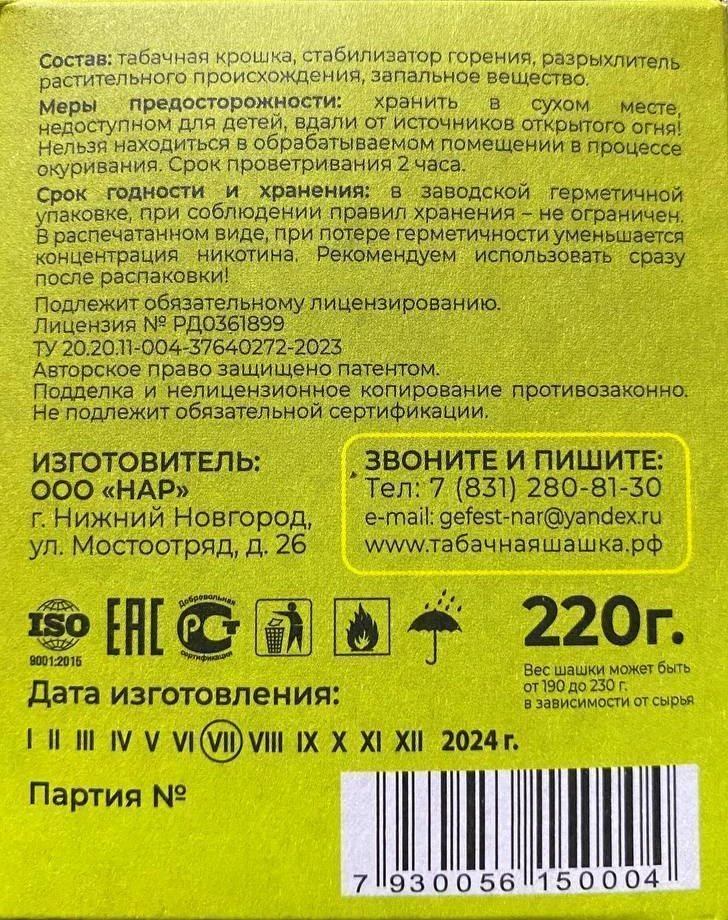 Состав: табачная крошка, стабилизатор горения, разрыхлитель
растительного происхождения, запальное вещество.
Меры предосторожности: хранить в сухом месте,
недоступном для детей, вдали от источников открытого огня!
Нельзя находиться в обрабатываемом помещении в процессе
окуривания. Срок проветривания 2 часа.
Срок годности и хранения: в заводской герметичной
упаковке, при соблюдении правил хранения – не ограничен.
В распечатанном виде, при потере герметичности уменьшается
концентрация никотина. Рекомендуем использовать сразу
после распаковки!
Подлежит обязательному лицензированию.
Лицензия № РД0361899
ТУ 20.20.11-004-37640272-2023
Авторское право защищено патентом.
Подделка и нелицензионное копирование противозаконно.
Не подлежит обязательной сертификации.
ИЗГОТОВИТЕЛЬ:
ООО «НАР»
г. Нижний Новгород,
ул. Мостоотряд, д. 26
ЗВОНИТЕ И ПИШИТЕ:
Тел: 7 (831) 280-81-30
e-mail: gefest-nar@yandex.ru
www.табачнаяшашка.рф
ISO
9001:2015
EAC
Добровольная
РСТ
сертификация
220г.
Вес шашки может быть
от 190 до 230 г.
в зависимости от сырья
Дата изготовления:
I II III IV V VI VII VIII IX X XI XII 2024 г.
Партия №
7 930056 150004